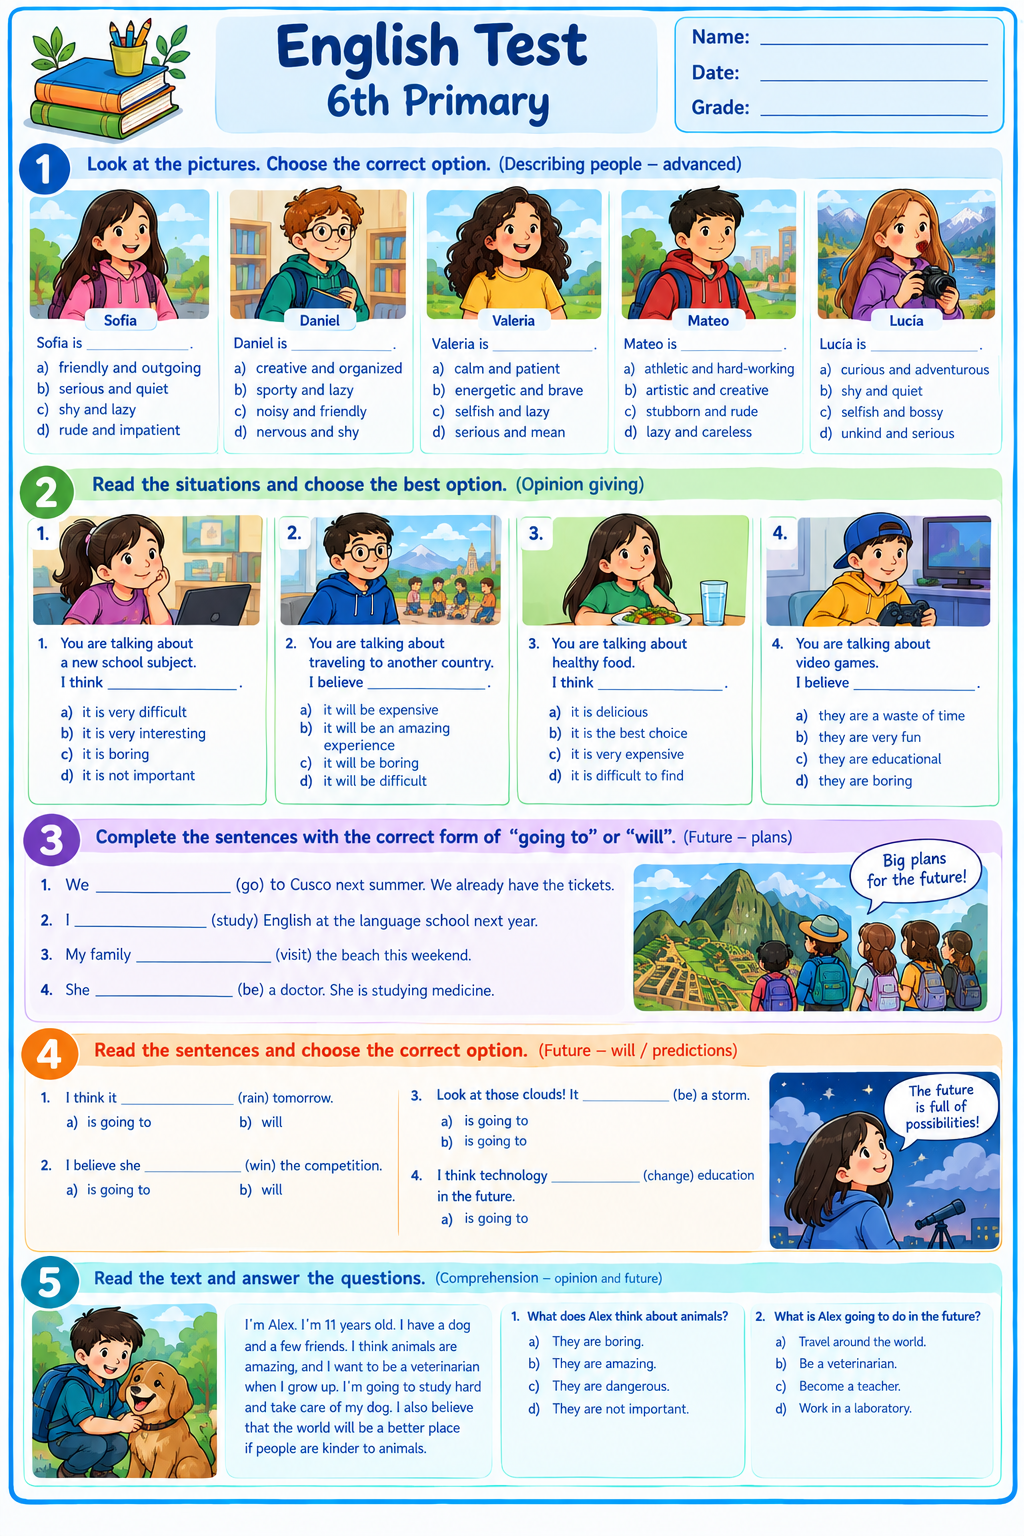 English Test
6th Primary
Name:
Date:
Grade:
1 Look at the pictures. Choose the correct option. (Describing people – advanced)
Sofia
Sofia is ____________.
a) friendly and outgoing
b) serious and quiet
c) shy and lazy
d) rude and impatient
Daniel
Daniel is ____________.
a) creative and organized
b) sporty and lazy
c) noisy and friendly
d) nervous and shy
Valeria
Valeria is ____________.
a) calm and patient
b) energetic and brave
c) selfish and lazy
d) serious and mean
Mateo
Mateo is ____________.
a) athletic and hard-working
b) artistic and creative
c) stubborn and rude
d) lazy and careless
Lucía
Lucía is ____________.
a) curious and adventurous
b) shy and quiet
c) selfish and bossy
d) unkind and serious
2 Read the situations and choose the best option. (Opinion giving)
1.
1. You are talking about
a new school subject.
I think ____________.
a) it is very difficult
b) it is very interesting
c) it is boring
d) it is not important
2.
2. You are talking about
traveling to another country.
I believe ____________.
a) it will be expensive
b) it will be an amazing
experience
c) it will be boring
d) it will be difficult
3.
3. You are talking about
healthy food.
I think ____________.
a) it is delicious
b) it is the best choice
c) it is very expensive
d) it is difficult to find
4.
4. You are talking about
video games.
I believe ____________.
a) they are a waste of time
b) they are very fun
c) they are educational
d) they are boring
3 Complete the sentences with the correct form of “going to” or “will”. (Future – plans)
1. We ____________ (go) to Cusco next summer. We already have the tickets.
2. I ____________ (study) English at the language school next year.
3. My family ____________ (visit) the beach this weekend.
4. She ____________ (be) a doctor. She is studying medicine.
Big plans
for the future!
4 Read the sentences and choose the correct option. (Future – will / predictions)
1. I think it ____________ (rain) tomorrow.
a) is going to b) will
2. I believe she ____________ (win) the competition.
a) is going to b) will
3. Look at those clouds! It ____________ (be) a storm.
a) is going to
b) is going to
4. I think technology ____________ (change) education
in the future.
a) is going to
The future
is full of
possibilities!
5 Read the text and answer the questions. (Comprehension – opinion and future)
I'm Alex. I'm 11 years old. I have a dog
and a few friends. I think animals are
amazing, and I want to be a veterinarian
when I grow up. I'm going to study hard
and take care of my dog. I also believe
that the world will be a better place
if people are kinder to animals.
1. What does Alex think about animals?
a) They are boring.
b) They are amazing.
c) They are dangerous.
d) They are not important.
2. What is Alex going to do in the future?
a) Travel around the world.
b) Be a veterinarian.
c) Become a teacher.
d) Work in a laboratory.